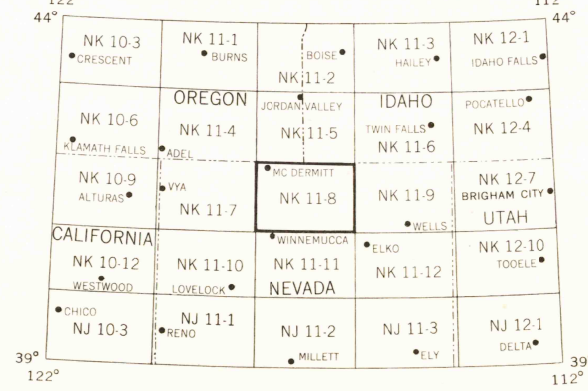 122 112
44° 44°
NK 10-3 NK 11-1 NK 11-3 NK 12-1
CRESCENT BURNS BOISE HAILEY IDAHO FALLS
NK 11-2
OREGON JORDAN VALLEY IDAHO POCATELLO
NK 10-6 NK 11-4 NK 11-5 TWIN FALLS NK 12-4
KLAMATH FALLS ADEL NK 11-6
NK 10-9 VYA MC DERMITT NK 11-9 NK 12-7
ALTURAS NK 11-7 NK 11-8 WELLS BRIGHAM CITY
UTAH
CALIFORNIA WINNEMUCCA ELKO NK 12-10
NK 10-12 NK 11-10 NK 11-11 NK 11-12 TOOELE
WESTWOOD LOVELOCK NEVADA
CHICO
NJ 10-3 NJ 11-1 NJ 11-2 NJ 11-3 NJ 12-1
RENO MILLETT ELY DELTA
39° 39
122° 112°